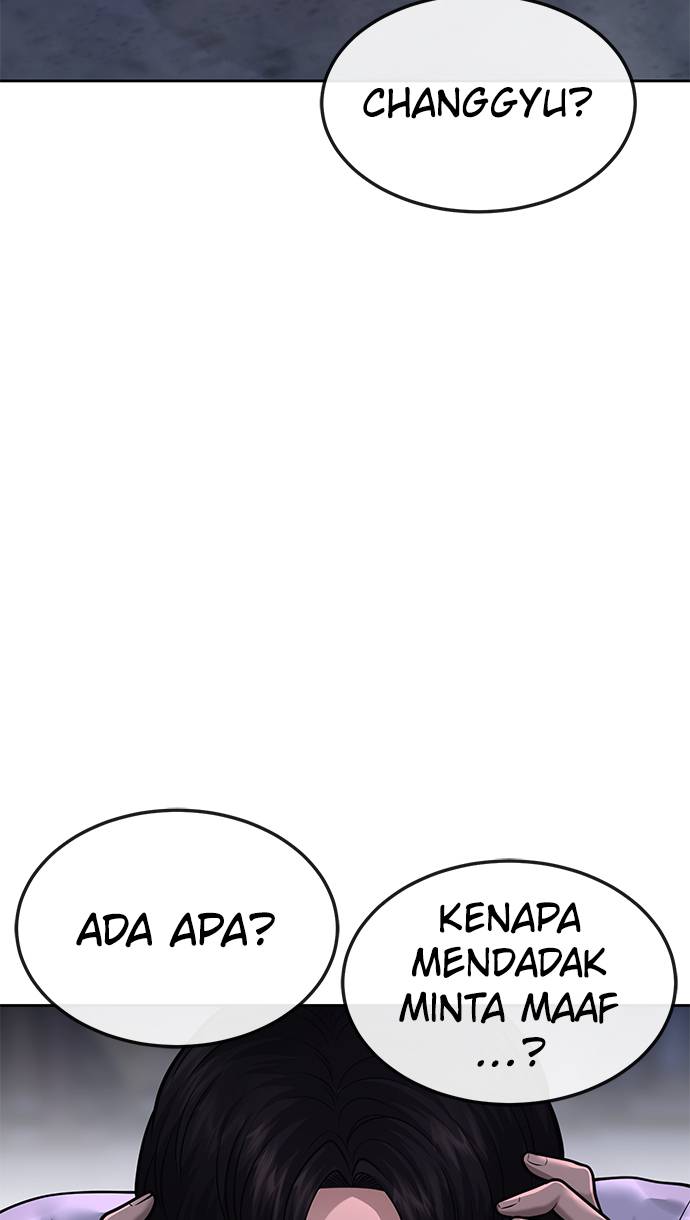 CHANGGYU?
ADA APA?
KENAPA
MENDADAK
MINTA MAAF
...?